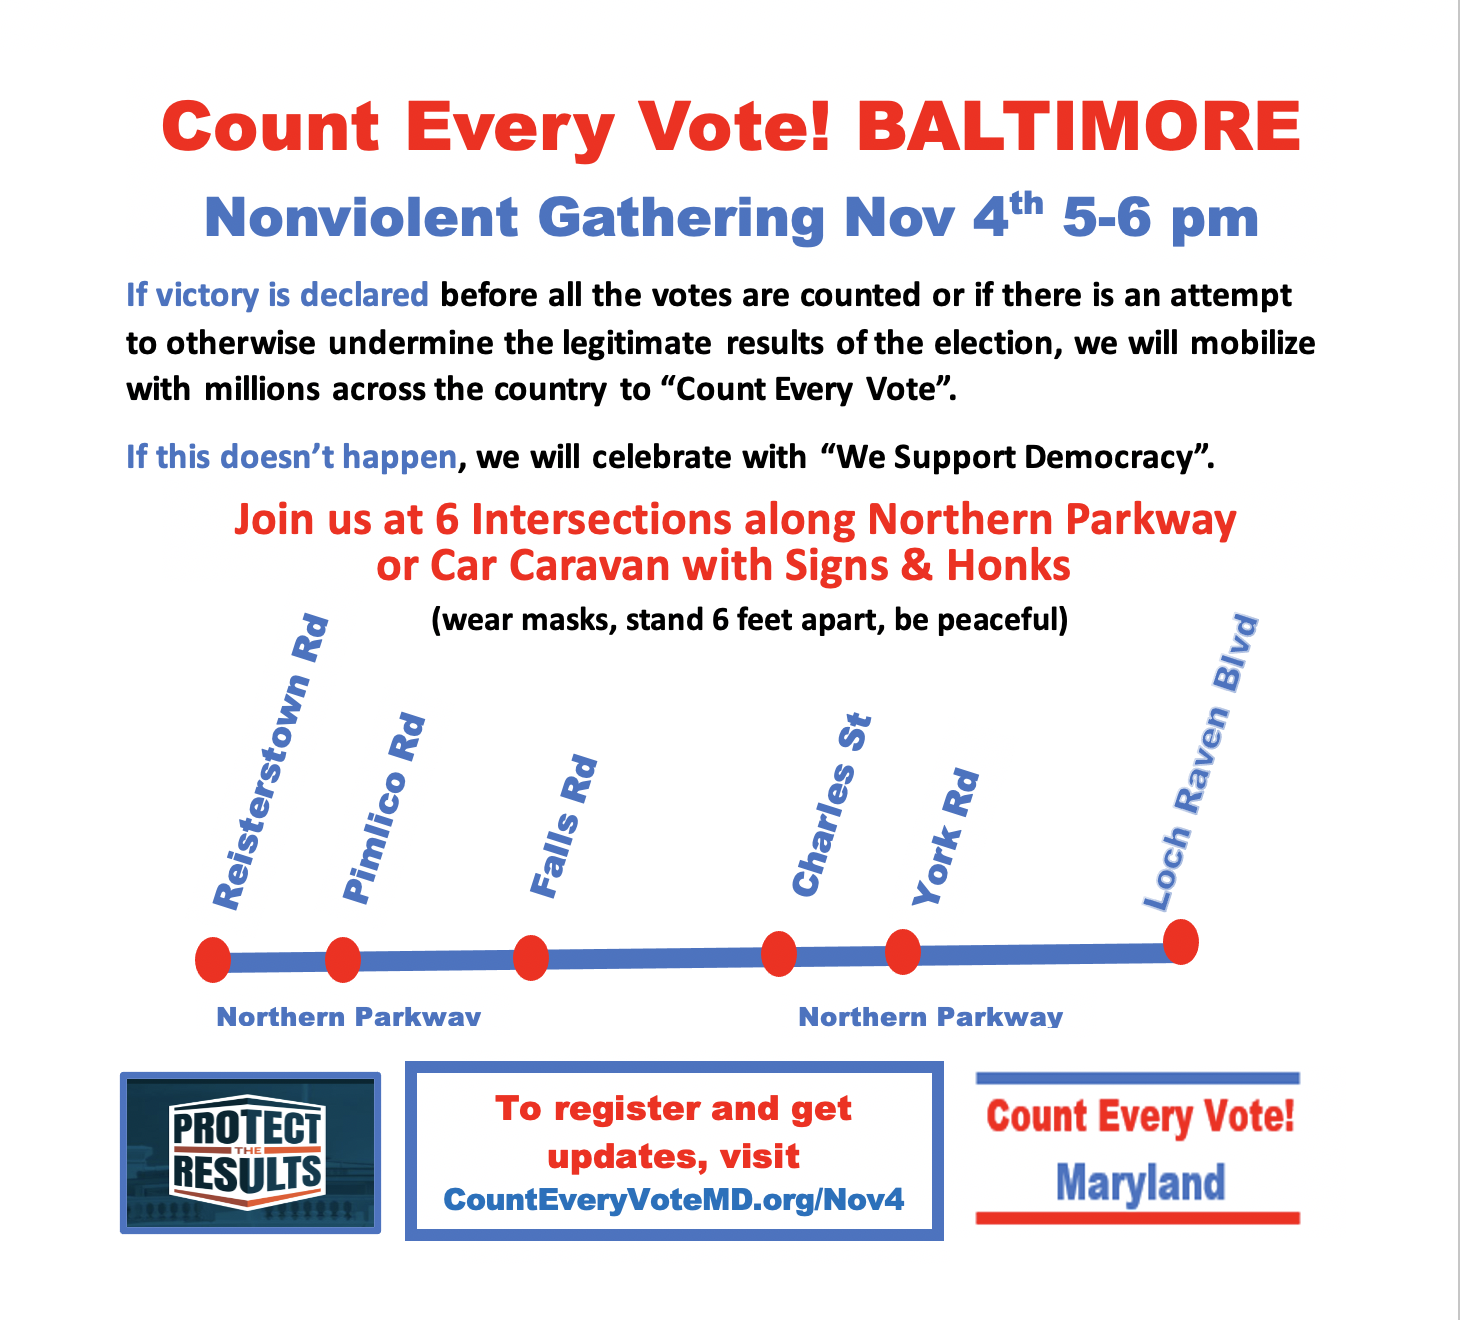 Count Every Vote! BALTIMORE
Nonviolent Gathering Nov 4th 5-6 pm
If victory is declared before all the votes are counted or if there is an attempt
to otherwise undermine the legitimate results of the election, we will mobilize
with millions across the country to “Count Every Vote”.
If this doesn’t happen, we will celebrate with “We Support Democracy”.
Join us at 6 Intersections along Northern Parkway
or Car Caravan with Signs & Honks
(wear masks, stand 6 feet apart, be peaceful)
Reisterstown Rd
Pimlico Rd
Falls Rd
Charles St
York Rd
Loch Raven Blvd
Northern Parkway
Northern Parkway
PROTECT
THE
RESULTS
To register and get
updates, visit
CountEveryVoteMD.org/Nov4
Count Every Vote!
Maryland